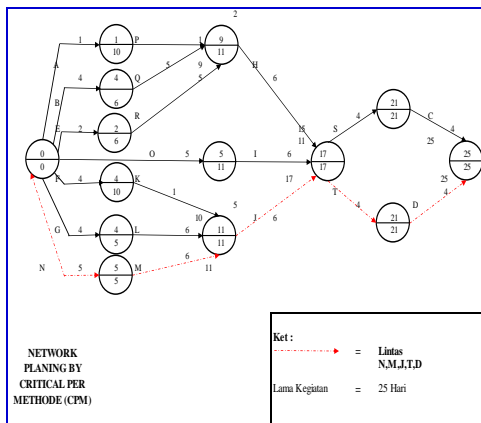 2
1 1 P 1 9
A 10 11
4 4 Q 5 9 H
B 6 5 6
E 2 2 R
6
0 O 5 5 I 6
0 11
F 4 4 K 1 5
10 10
G 4 4 L 6 11 J 6
5 11
N 5 5 M 6
5 11
15 S 4 21 C 4
11 21 25
17 25
17 25
17 T 4 21 D 4 25
21
NETWORK
PLANING BY
CRITICAL PER
METHODE (CPM)
Ket :
= Lintas
N,M,J,T,D
Lama Kegiatan = 25 Hari